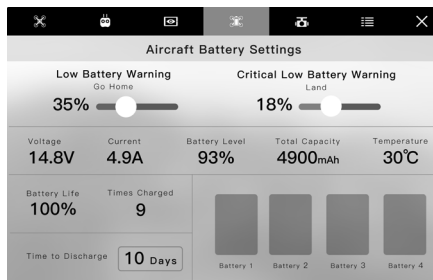 Aircraft Battery Settings
Low Battery Warning
Go Home
35%
Critical Low Battery Warning
Land
18%
Voltage Current Battery Level Total Capacity Temperature
14.8V 4.9A 93% 4900mAh 30℃
Battery Life Times Charged
100% 9
Time to Discharge 10 Days
Battery 1 Battery 2 Battery 3 Battery 4